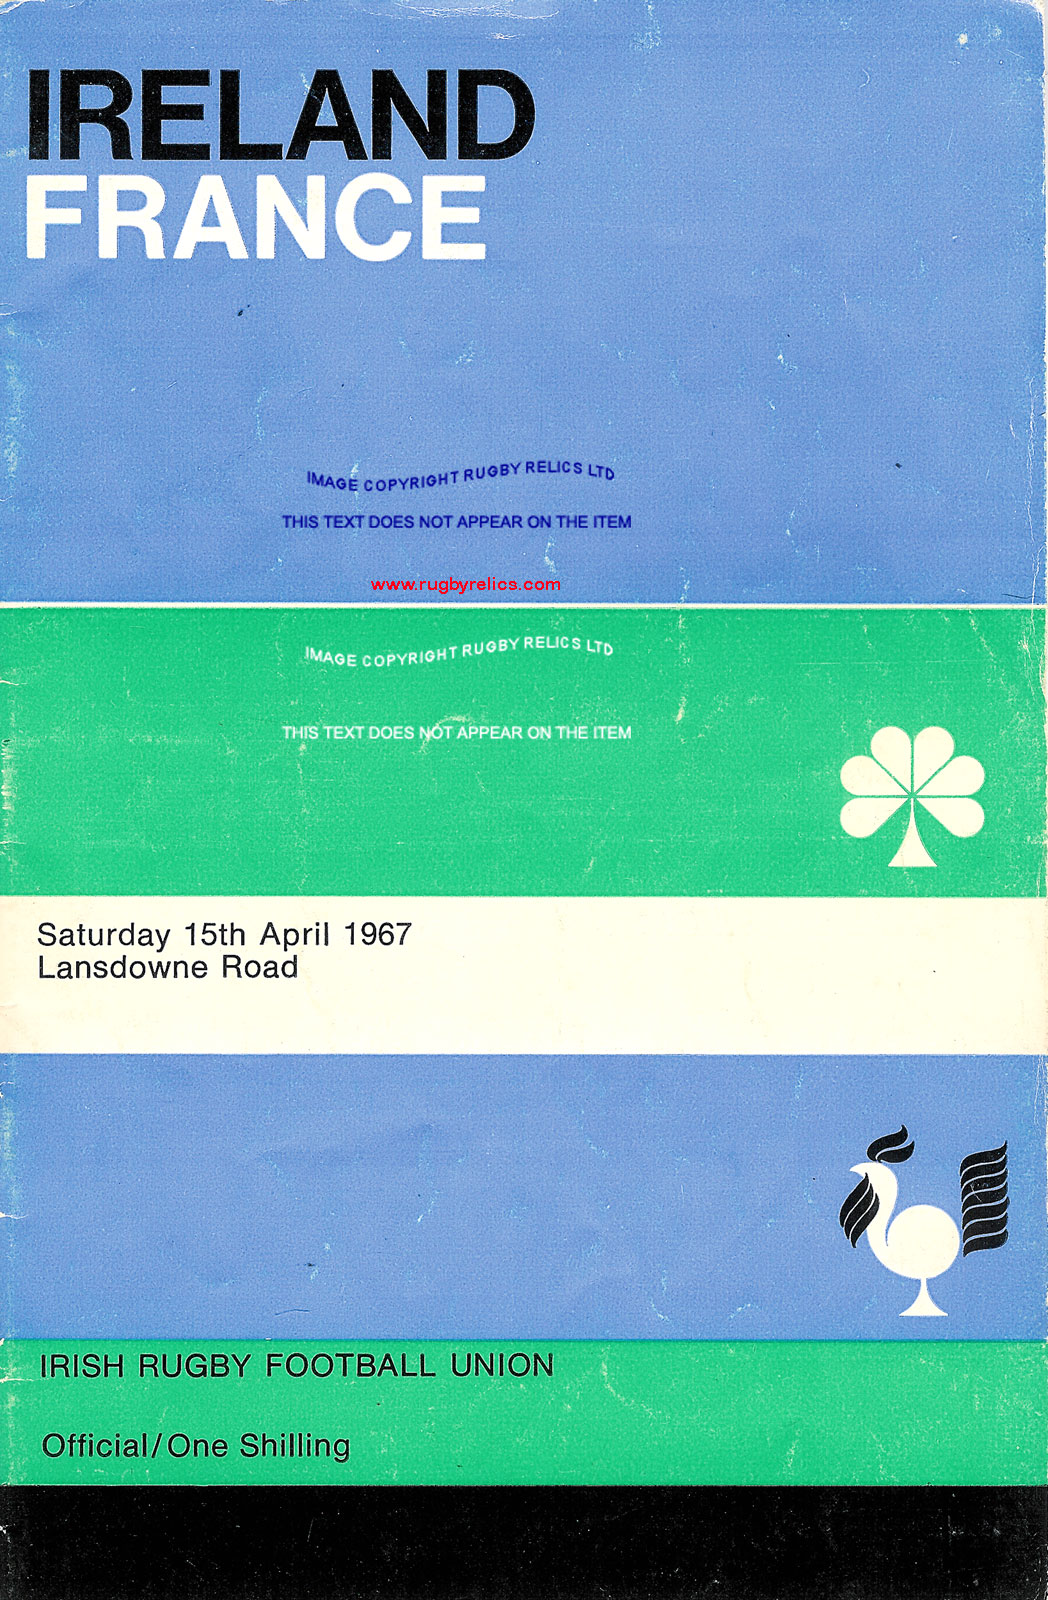 IRELAND
FRANCE
IMAGE COPYRIGHT RUGBY RELICS LTD
THIS TEXT DOES NOT APPEAR ON THE ITEM
www.rugbyrelics.com
IMAGE COPYRIGHT RUGBY RELICS LTD
THIS TEXT DOES NOT APPEAR ON THE ITEM
Saturday 15th April 1967
Lansdowne Road
IRISH RUGBY FOOTBALL UNION
Official/One Shilling